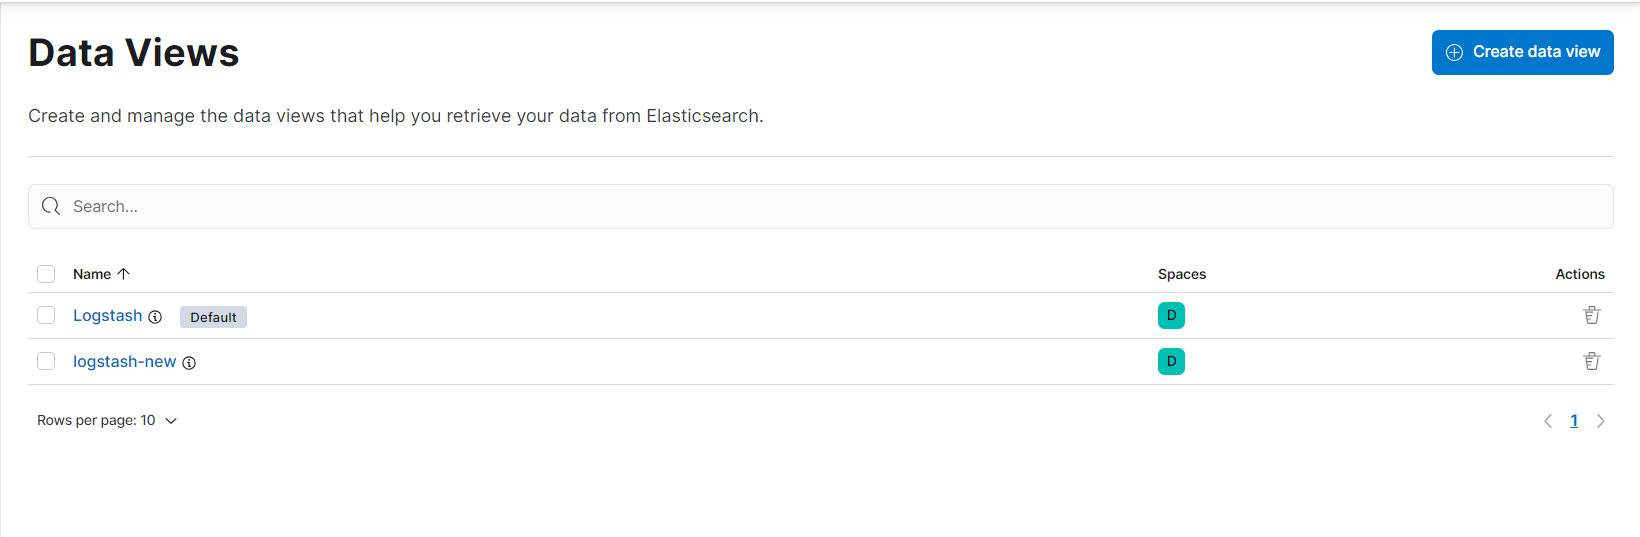 Data Views
Create data view
Create and manage the data views that help you retrieve your data from Elasticsearch.
Search...
Name Spaces Actions
Logstash Default D
logstash-new D
Rows per page: 10 1